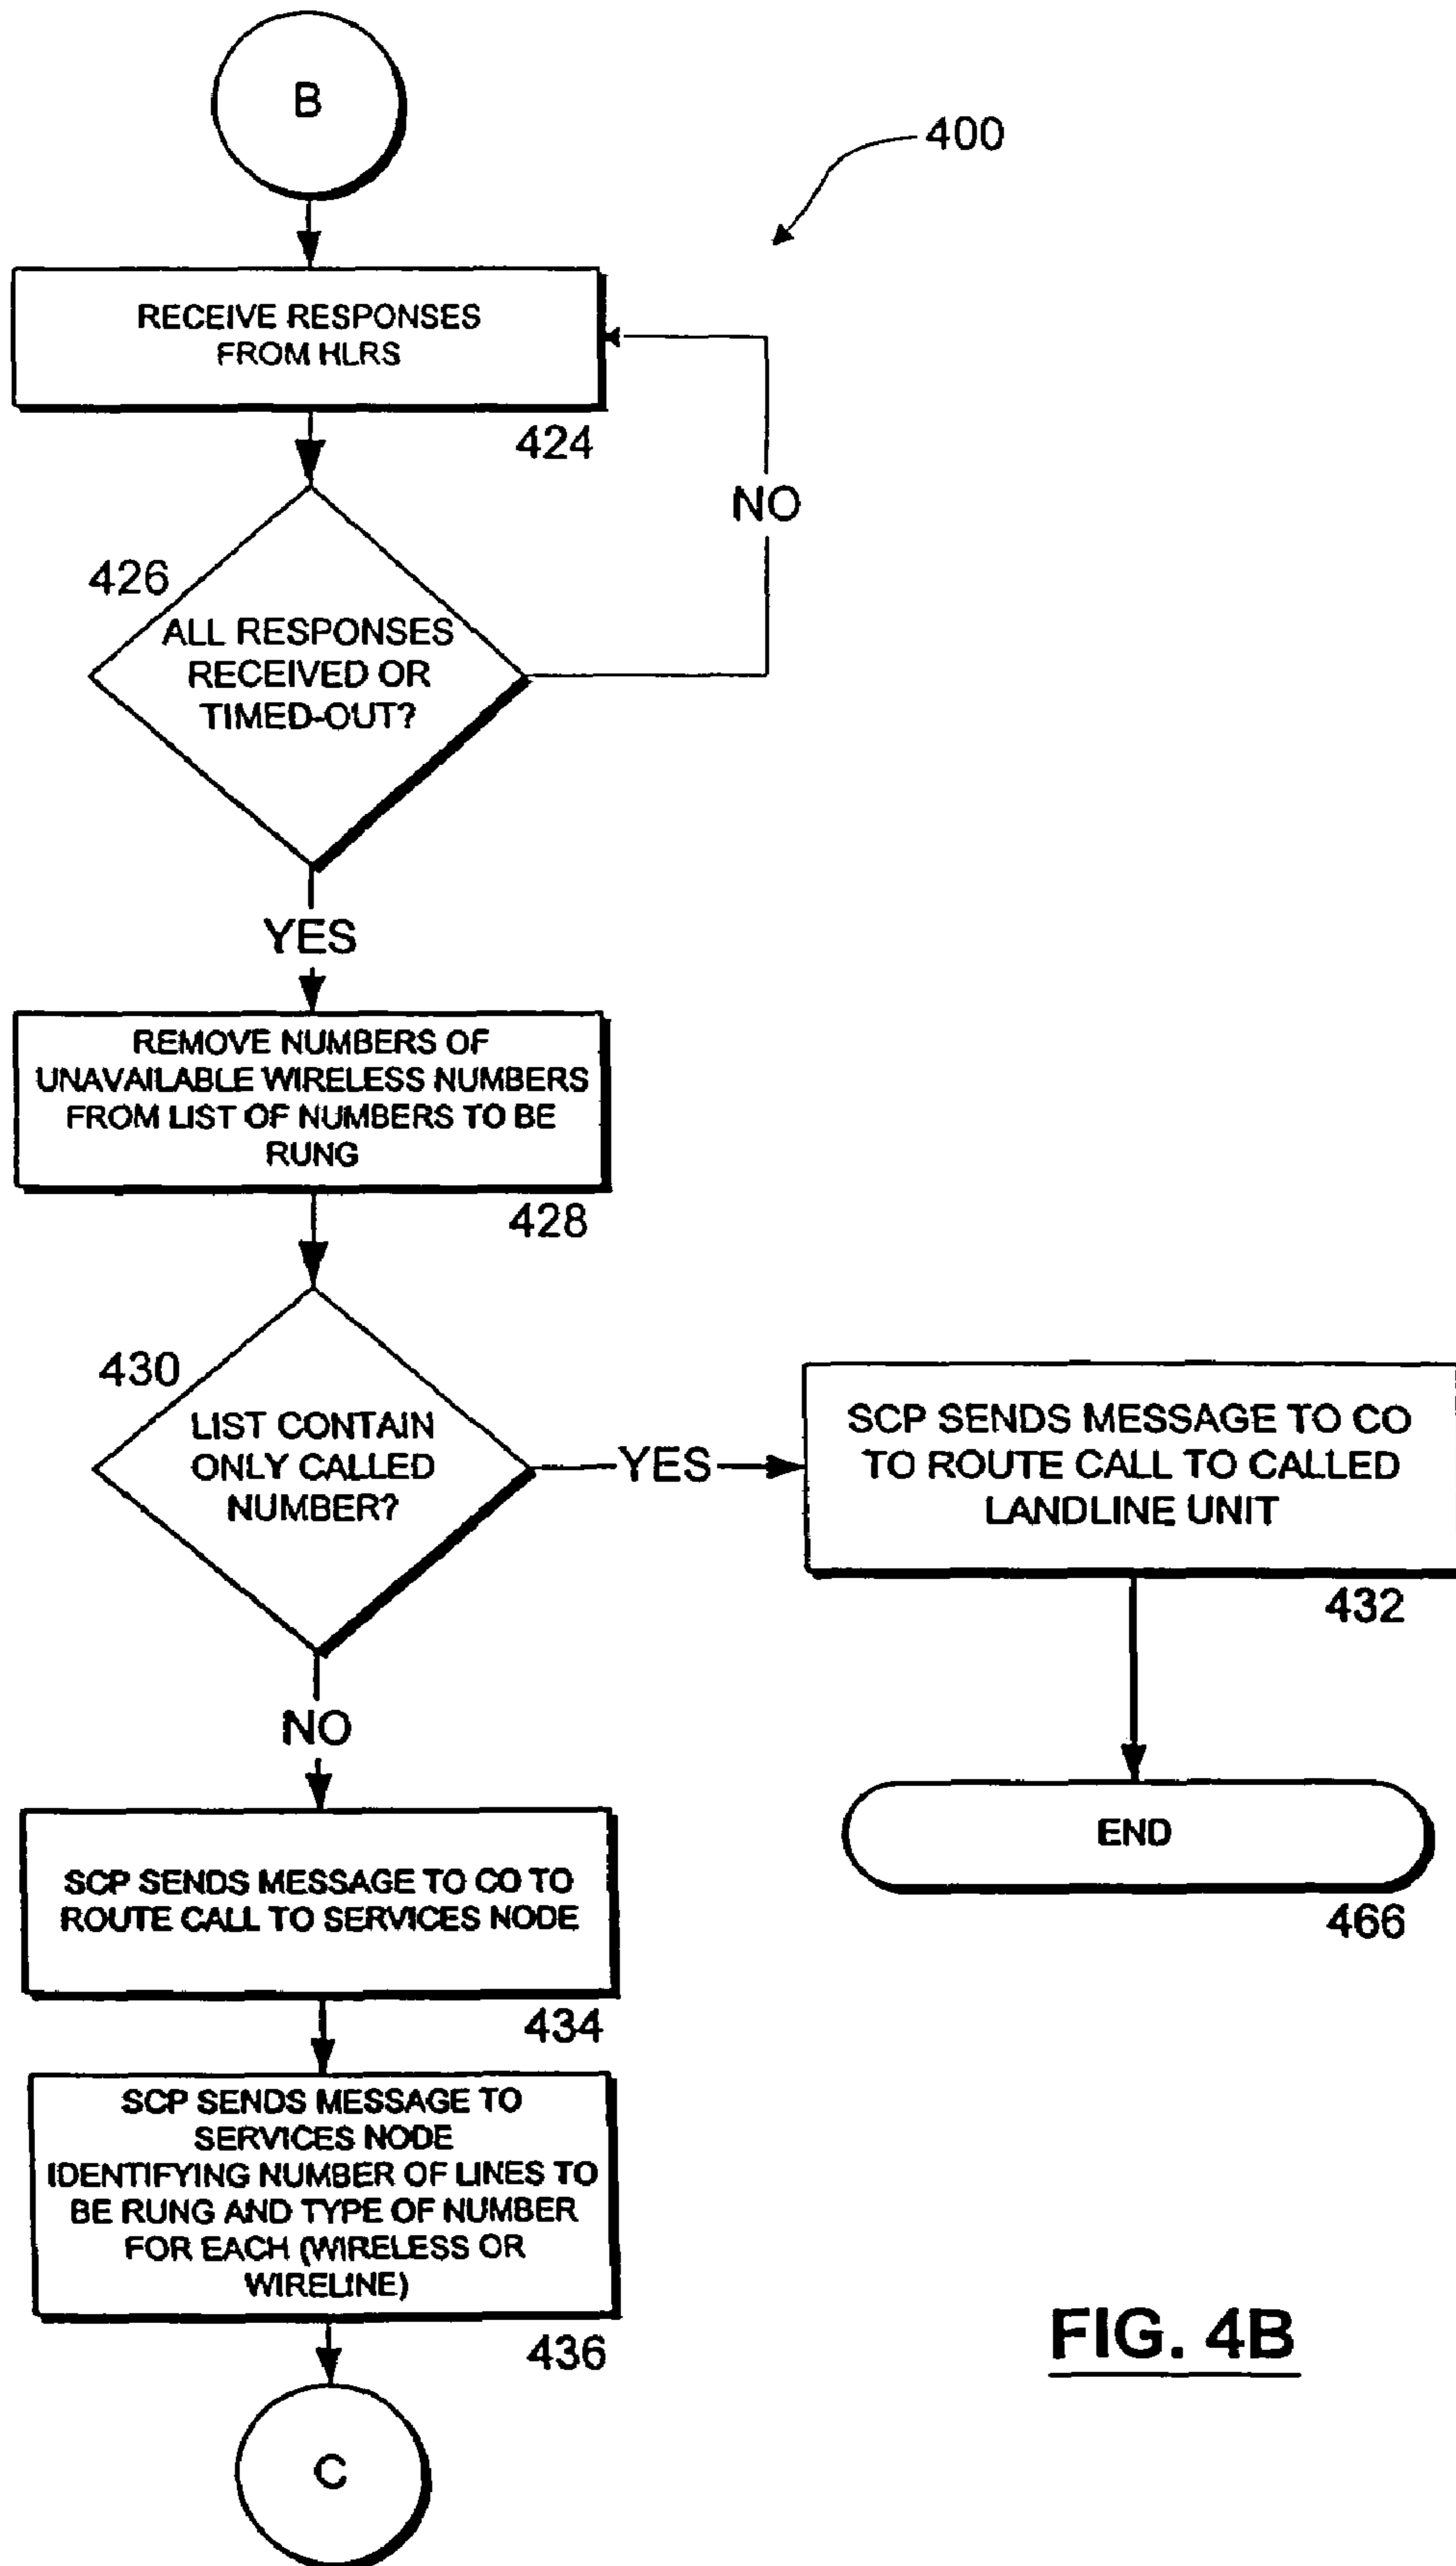 B
400
RECEIVE RESPONSES
FROM HLRS
424
NO
426
ALL RESPONSES
RECEIVED OR
TIMED-OUT?
YES
REMOVE NUMBERS OF
UNAVAILABLE WIRELESS NUMBERS
FROM LIST OF NUMBERS TO BE
RUNG
428
430
LIST CONTAIN
ONLY CALLED
NUMBER?
YES
SCP SENDS MESSAGE TO CO
TO ROUTE CALL TO CALLED
LANDLINE UNIT
432
NO
END
466
SCP SENDS MESSAGE TO CO TO
ROUTE CALL TO SERVICES NODE
434
SCP SENDS MESSAGE TO
SERVICES NODE
IDENTIFYING NUMBER OF LINES TO
BE RUNG AND TYPE OF NUMBER
FOR EACH (WIRELESS OR
WIRELINE)
436
C
FIG. 4B